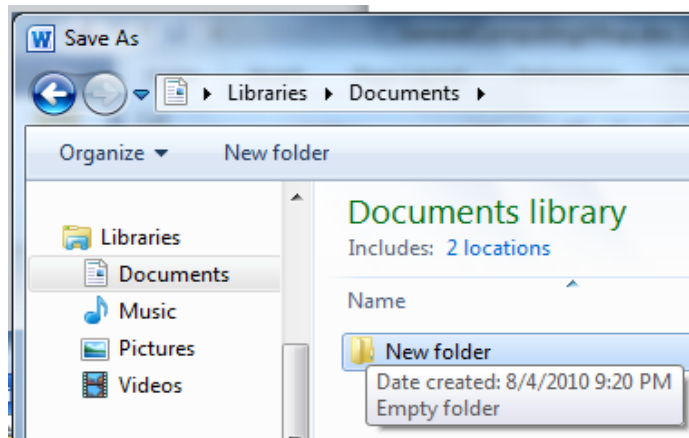 Save As
Libraries Documents
Organize New folder
Libraries
Documents
Music
Pictures
Videos
Documents library
Includes: 2 locations
Name
New folder
Date created: 8/4/2010 9:20 PM
Empty folder